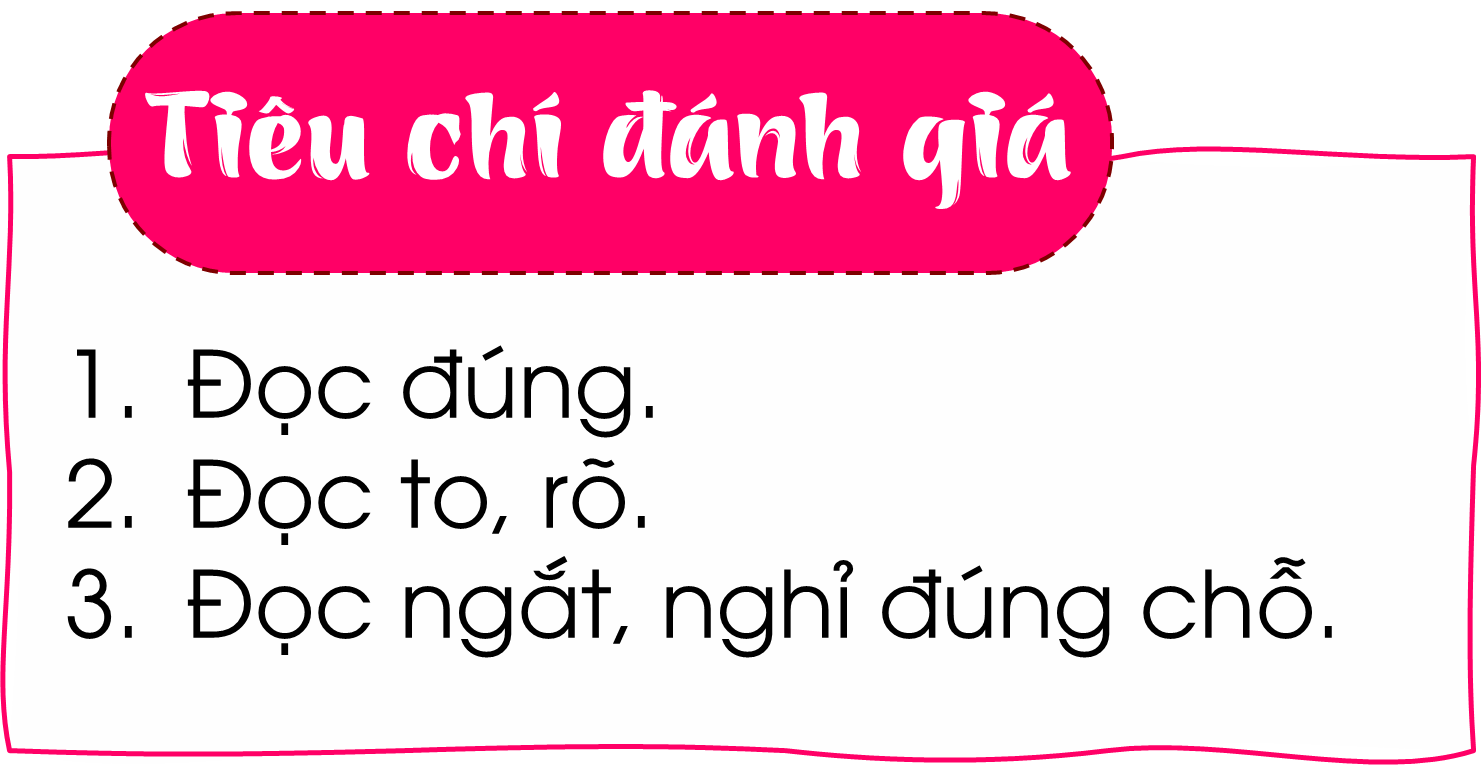 Tiêu chí đánh giá
1. Đọc đúng.
2. Đọc to, rõ.
3. Đọc ngắt, nghỉ đúng chỗ.